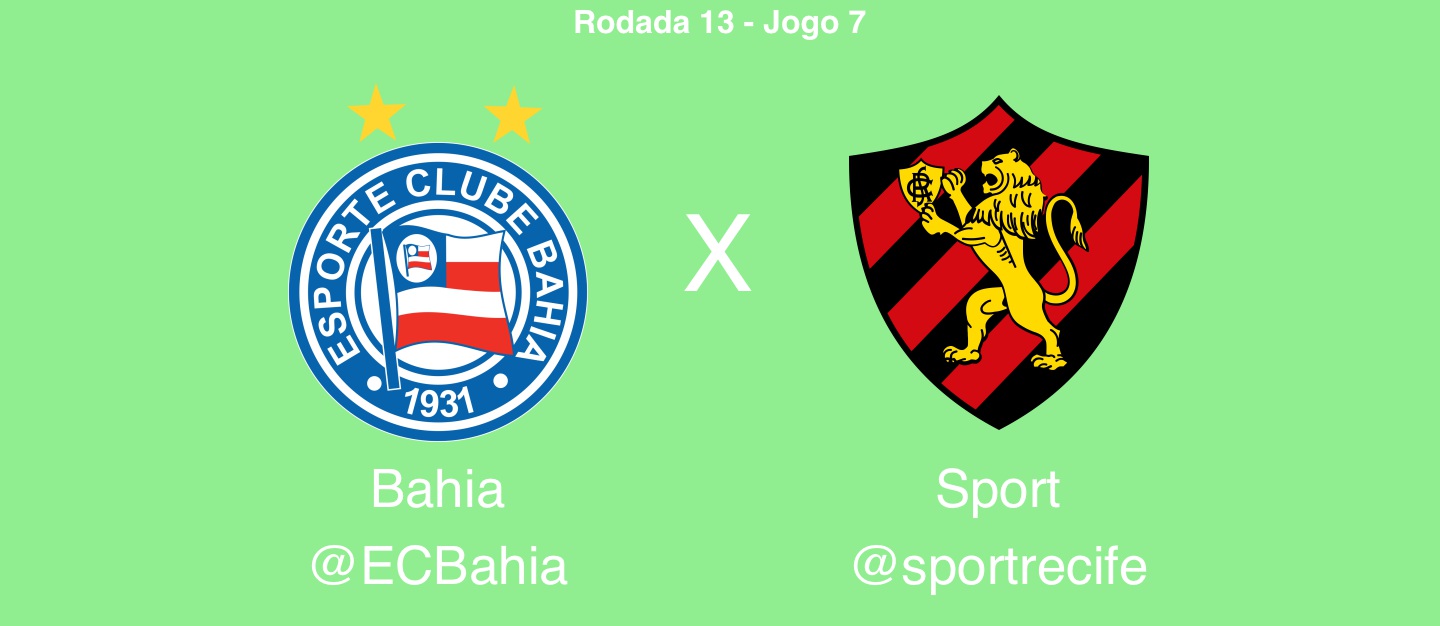 Rodada 13 - Jogo 7
ESPORTE CLUBE BAHIA
1931
X
Bahia
Sport
@ECBahia
@sportrecife